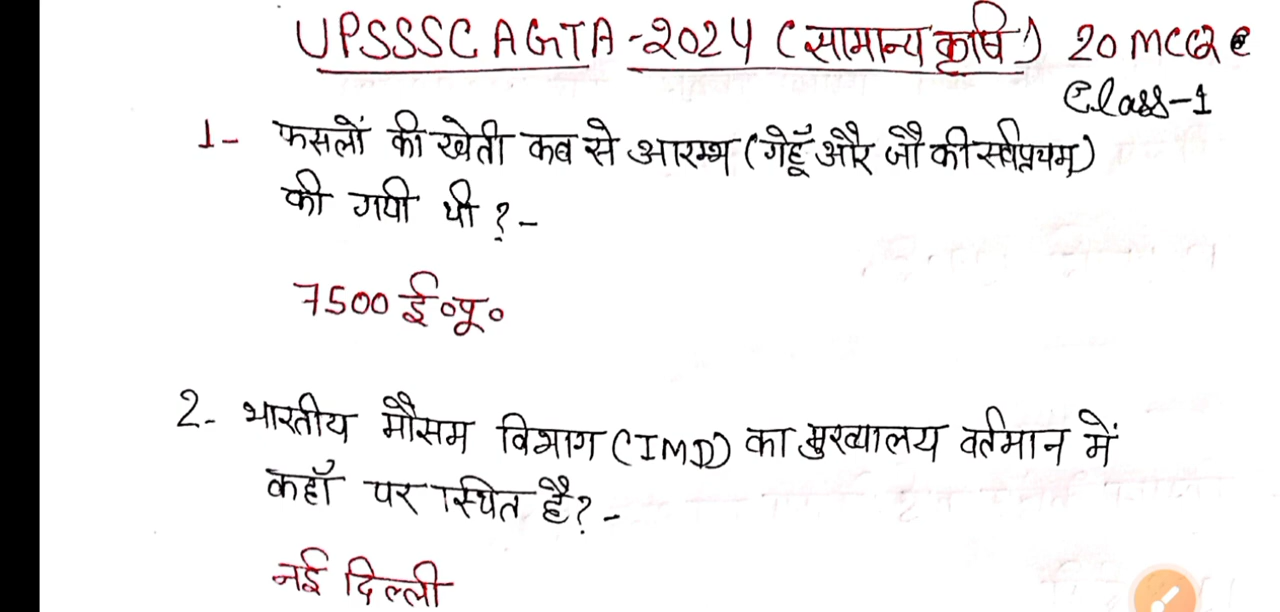 UPSSSC AGTA - 2024 (सामान्य कृषि) 20 MCQ
Class-1
1- फसलों की खेती कब से आरम्भ (गेहूँ और जौ की सर्वप्रथम)
की गयी थी ? -
7500 ई०पू०
2- भारतीय मौसम विभाग (IMD) का मुख्यालय वर्तमान में
कहाँ पर स्थित है? -
नई दिल्ली